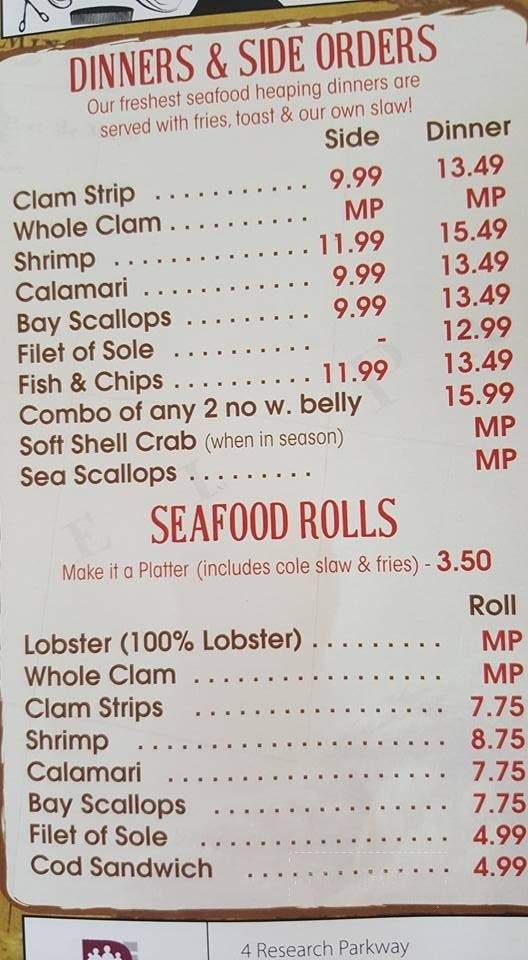 DINNERS & SIDE ORDERS
Our freshest seafood heaping dinners are
served with fries, toast & our own slaw!
Side Dinner
Clam Strip . . . . . . . . . . . 9.99 13.49
Whole Clam . . . . . . . . . . MP MP
Shrimp . . . . . . . . . . . . . 11.99 15.49
Calamari . . . . . . . . . . . . 9.99 13.49
Bay Scallops . . . . . . . . . 9.99 13.49
Filet of Sole . . . . . . . . . . - 12.99
Fish & Chips . . . . . . . . . . 11.99 13.49
Combo of any 2 no w. belly 15.99
Soft Shell Crab (when in season) MP
Sea Scallops . . . . . . . . . MP
SEAFOOD ROLLS
Make it a Platter (includes cole slaw & fries) - 3.50
Roll
Lobster (100% Lobster) . . . . . . . . . MP
Whole Clam . . . . . . . . . . . . . . . . . MP
Clam Strips . . . . . . . . . . . . . . . . . 7.75
Shrimp . . . . . . . . . . . . . . . . . . . . . 8.75
Calamari . . . . . . . . . . . . . . . . . . . 7.75
Bay Scallops . . . . . . . . . . . . . . . . 7.75
Filet of Sole . . . . . . . . . . . . . . . . . 4.99
Cod Sandwich . . . . . . . . . . . . . . 4.99
4 Research Parkway